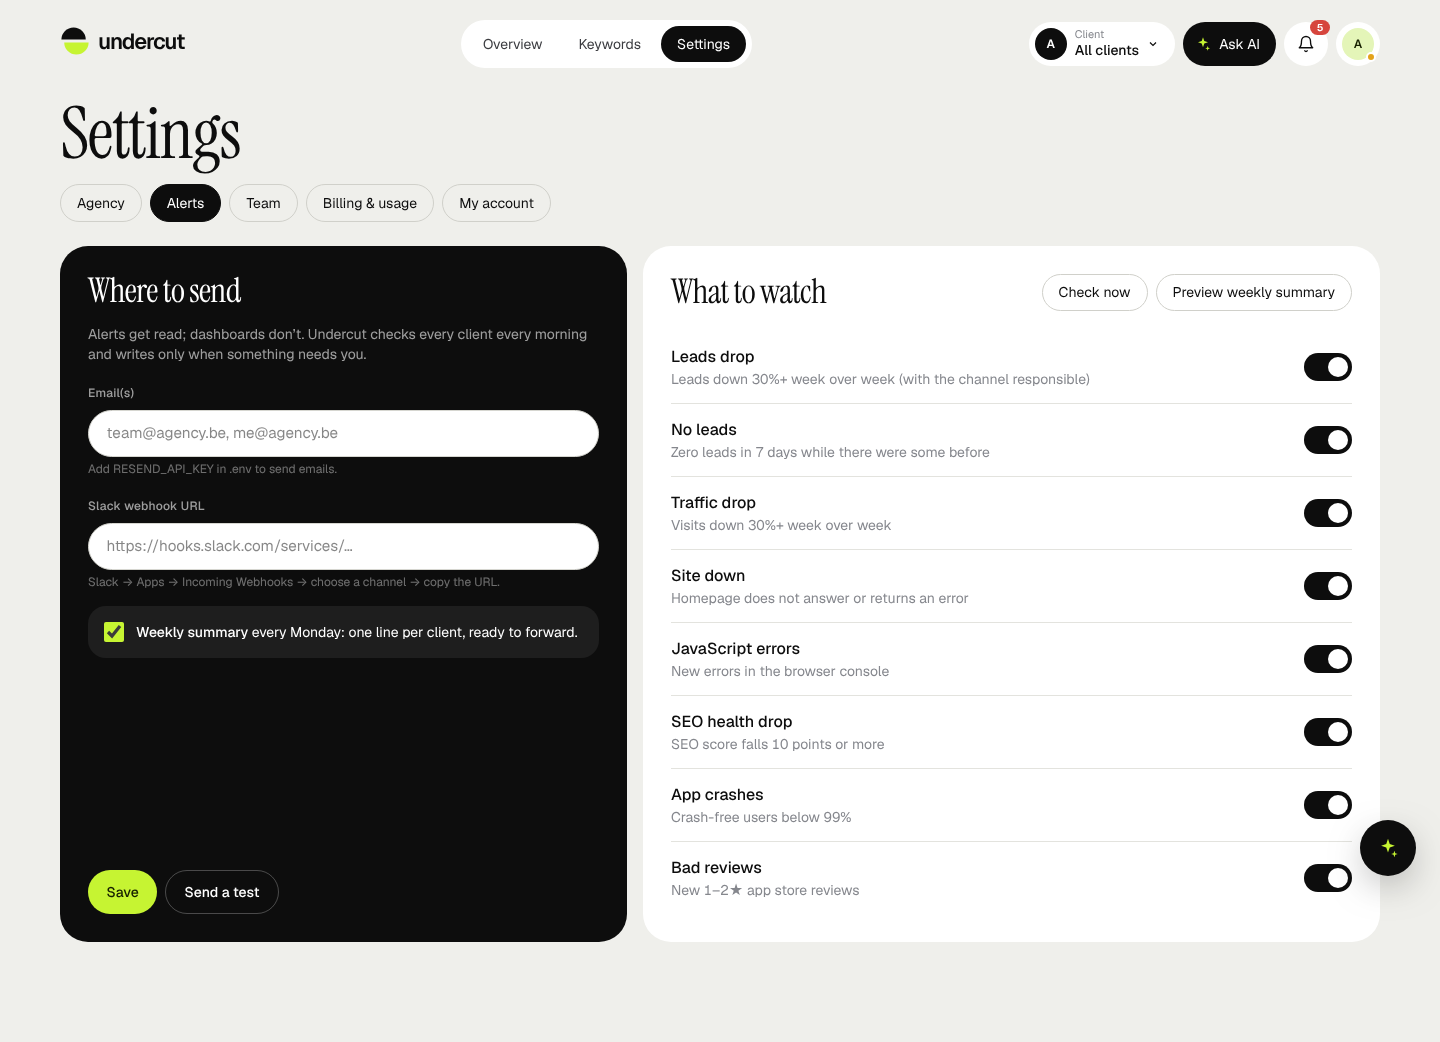 undercut
Overview
Keywords
Settings
A
Client
All clients
Ask AI
5
A
Settings
Agency
Alerts
Team
Billing & usage
My account
Where to send
Alerts get read; dashboards don't. Undercut checks every client every morning
and writes only when something needs you.
Email(s)
team@agency.be, me@agency.be
Add RESEND_API_KEY in .env to send emails.
Slack webhook URL
https://hooks.slack.com/services/...
Slack → Apps → Incoming Webhooks → choose a channel → copy the URL.
Weekly summary every Monday: one line per client, ready to forward.
Save
Send a test
What to watch
Check now
Preview weekly summary
Leads drop
Leads down 30%+ week over week (with the channel responsible)
No leads
Zero leads in 7 days while there were some before
Traffic drop
Visits down 30%+ week over week
Site down
Homepage does not answer or returns an error
JavaScript errors
New errors in the browser console
SEO health drop
SEO score falls 10 points or more
App crashes
Crash-free users below 99%
Bad reviews
New 1–2★ app store reviews